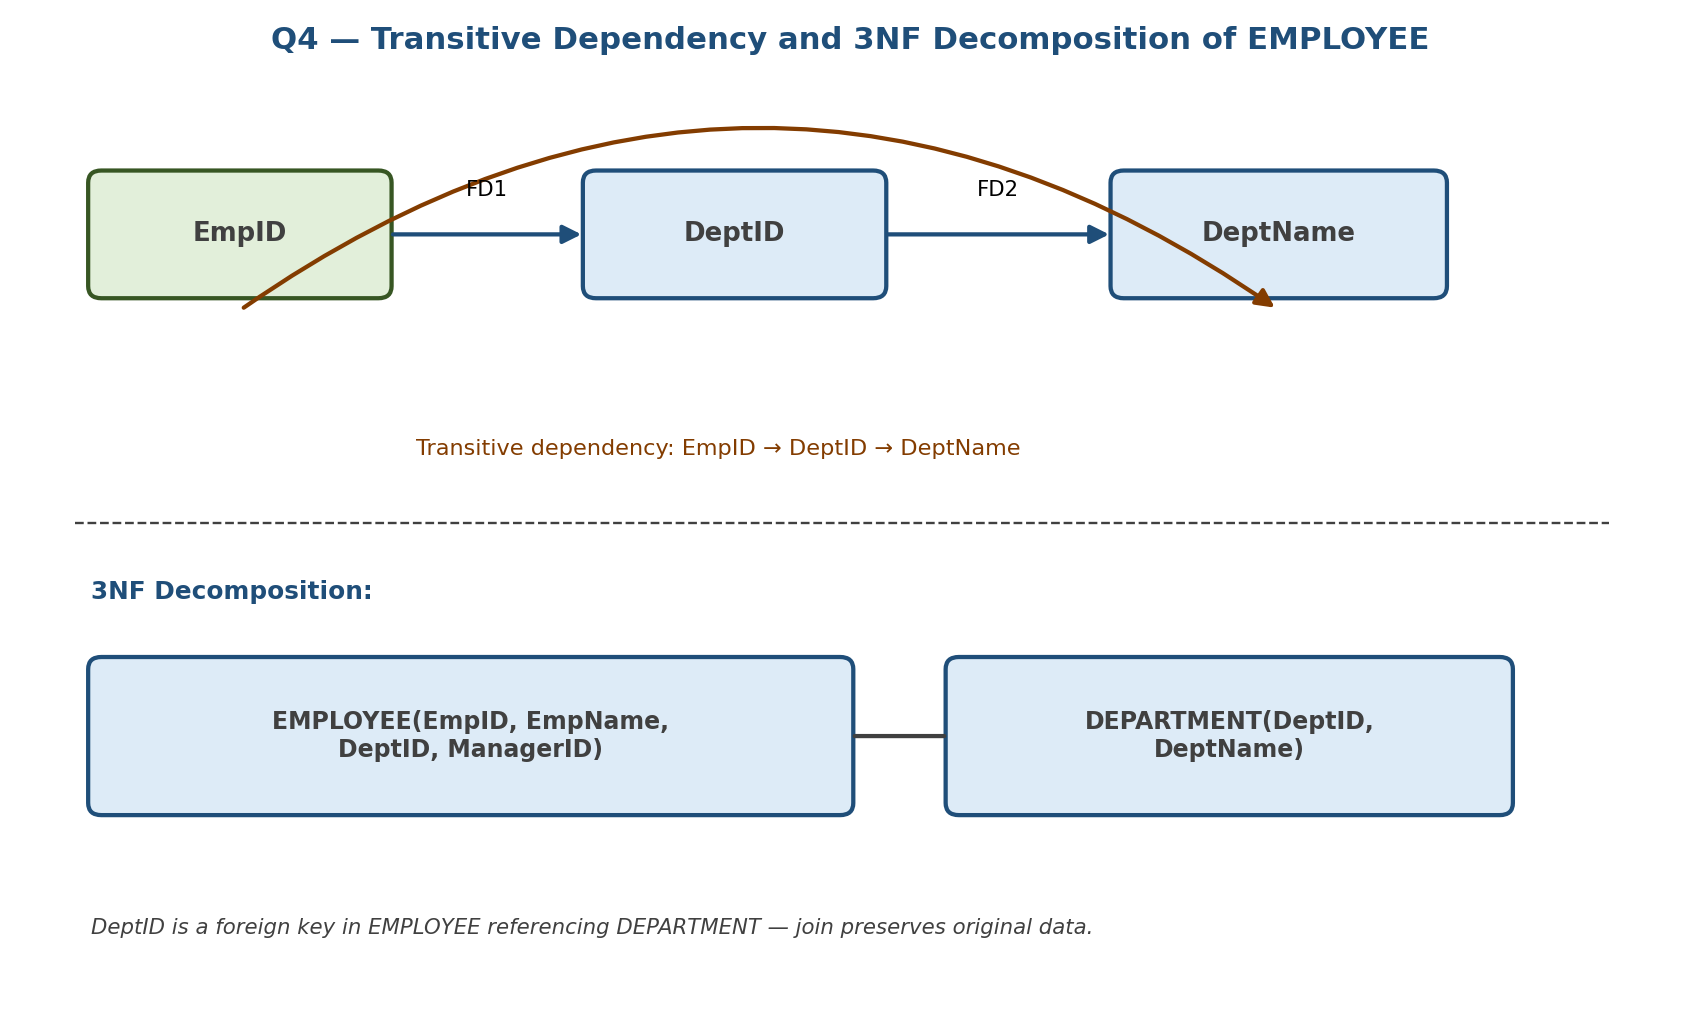 Q4 — Transitive Dependency and 3NF Decomposition of EMPLOYEE
FD1
FD2
EmpID
DeptID
DeptName
Transitive dependency: EmpID → DeptID → DeptName
3NF Decomposition:
EMPLOYEE(EmpID, EmpName,
DeptID, ManagerID)
DEPARTMENT(DeptID,
DeptName)
DeptID is a foreign key in EMPLOYEE referencing DEPARTMENT — join preserves original data.